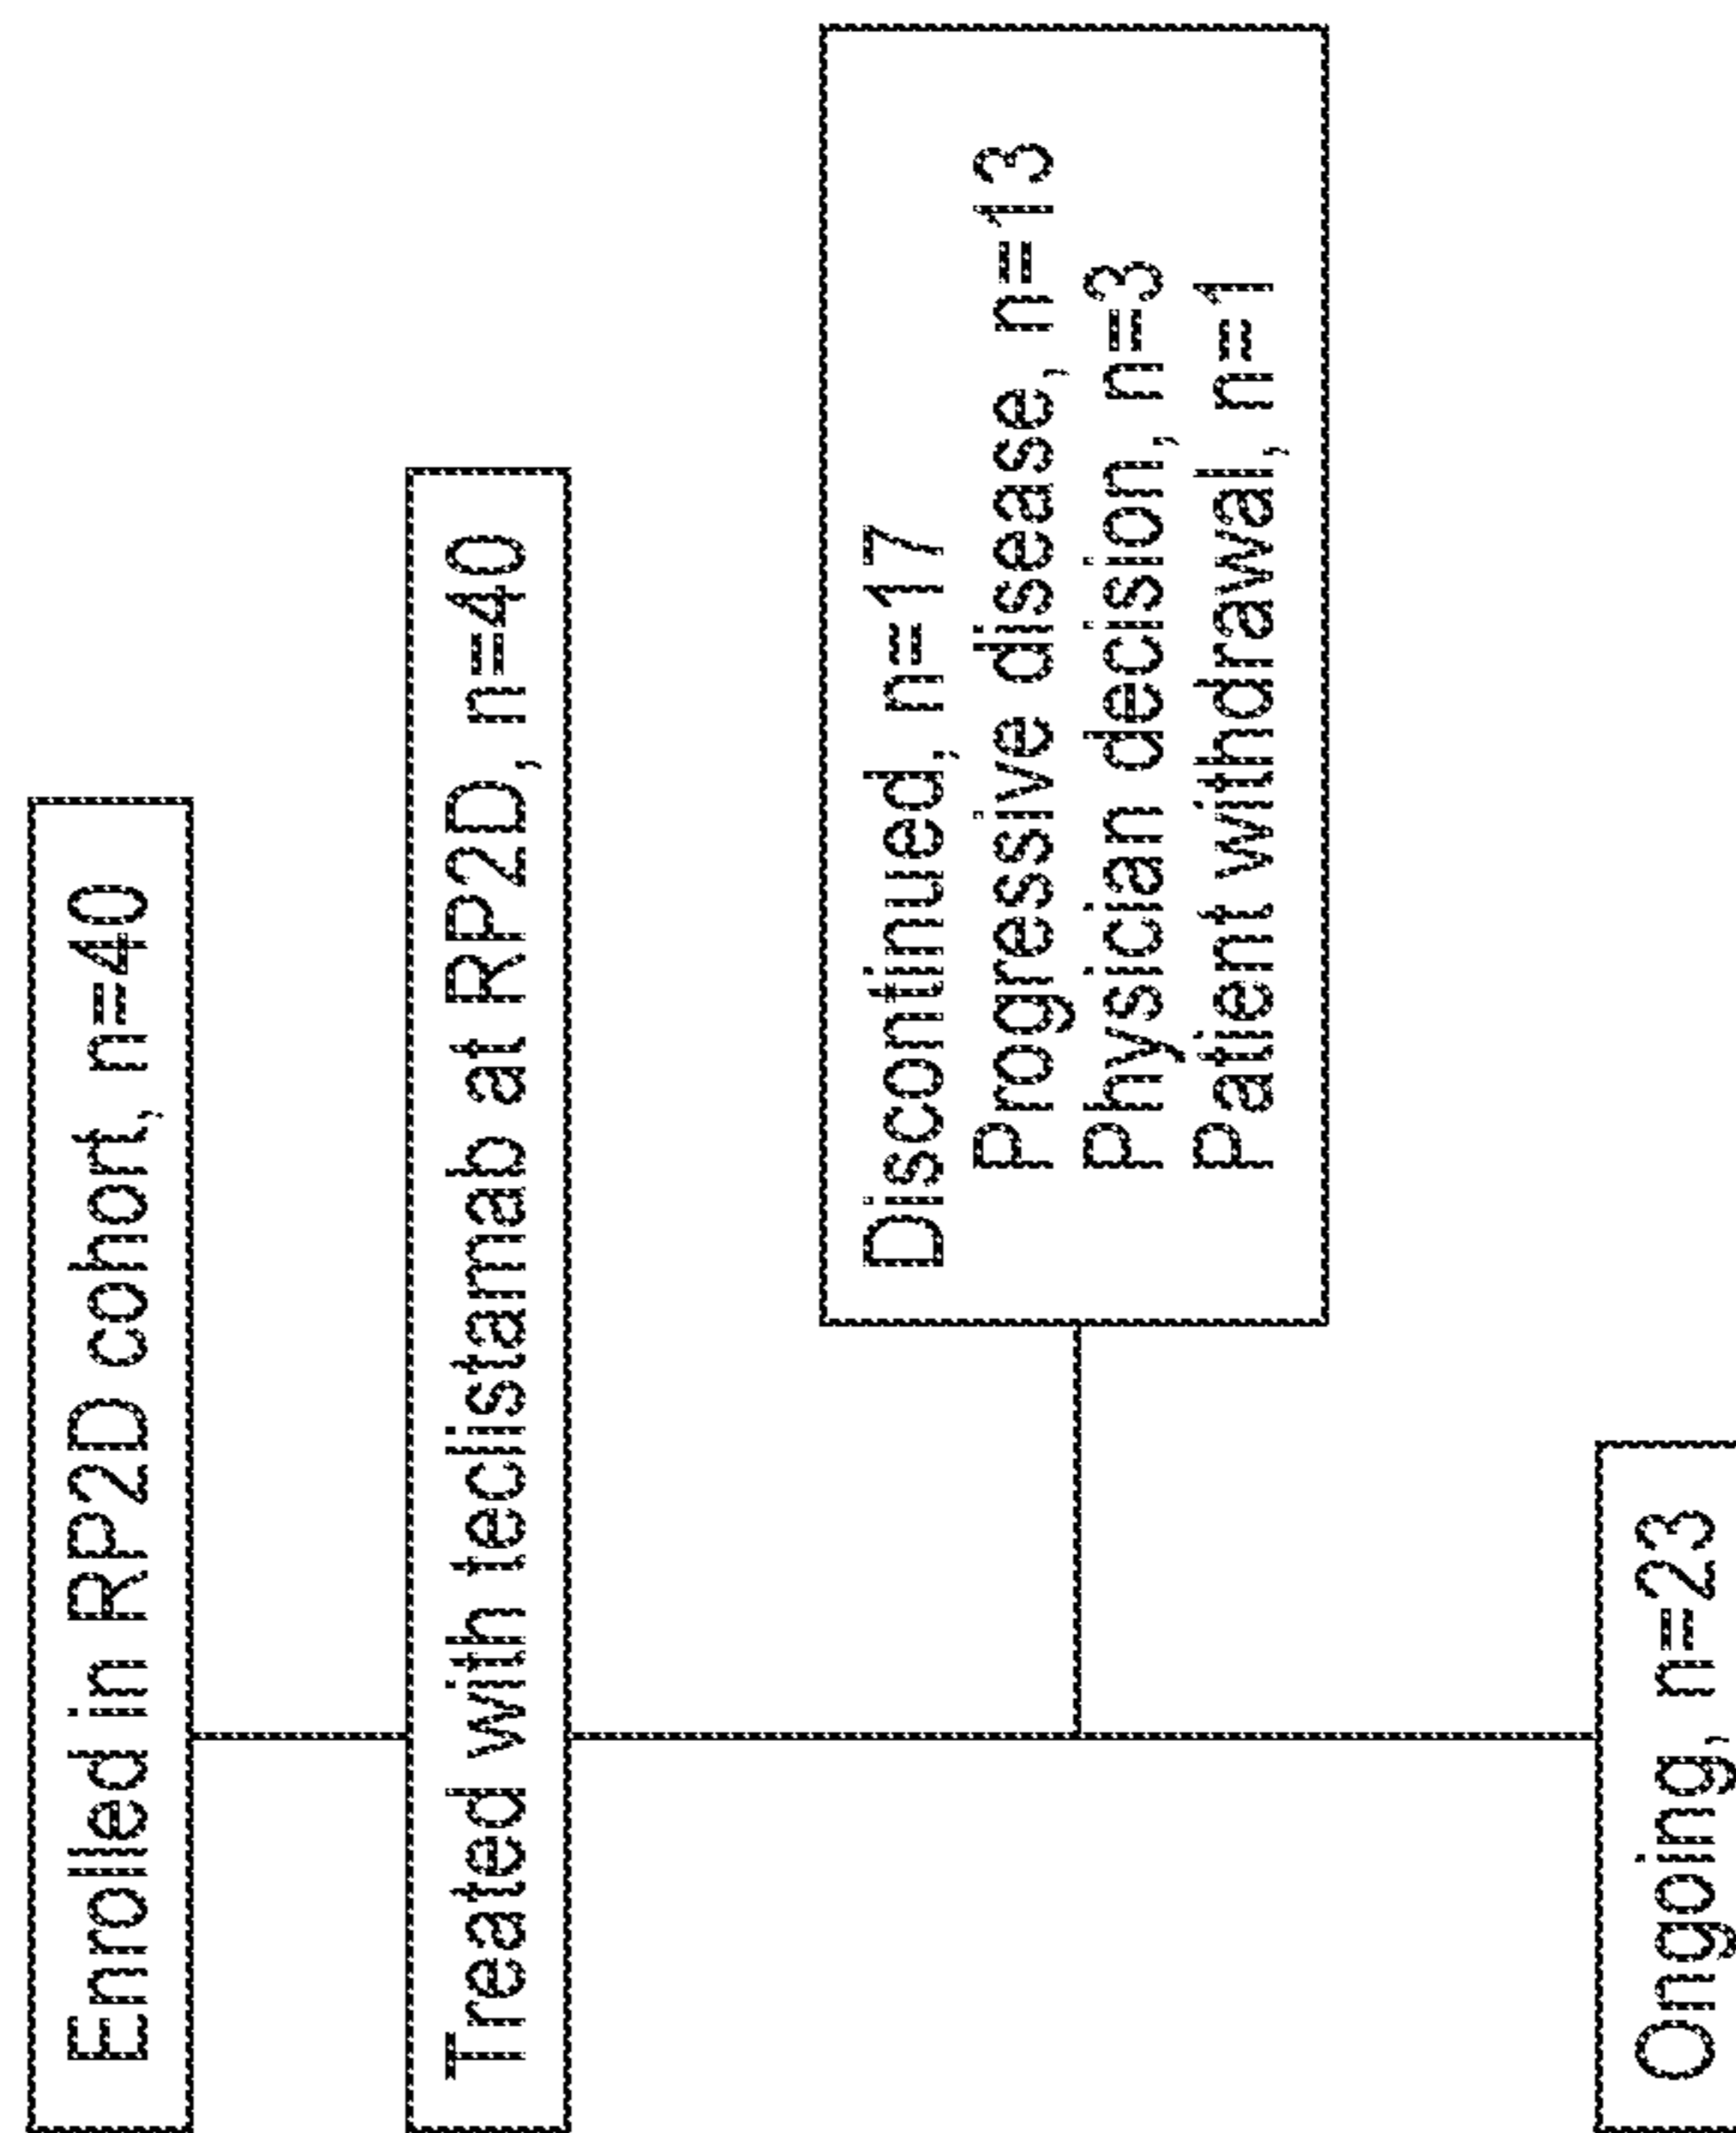 Enrolled in RP2D cohort, n=40
Treated with teclistamab at RP2D, n=40
Discontinued, n=17
Progressive disease, n=13
Physician decision, n=3
Patient withdrawal, n=1
Ongoing, n=23